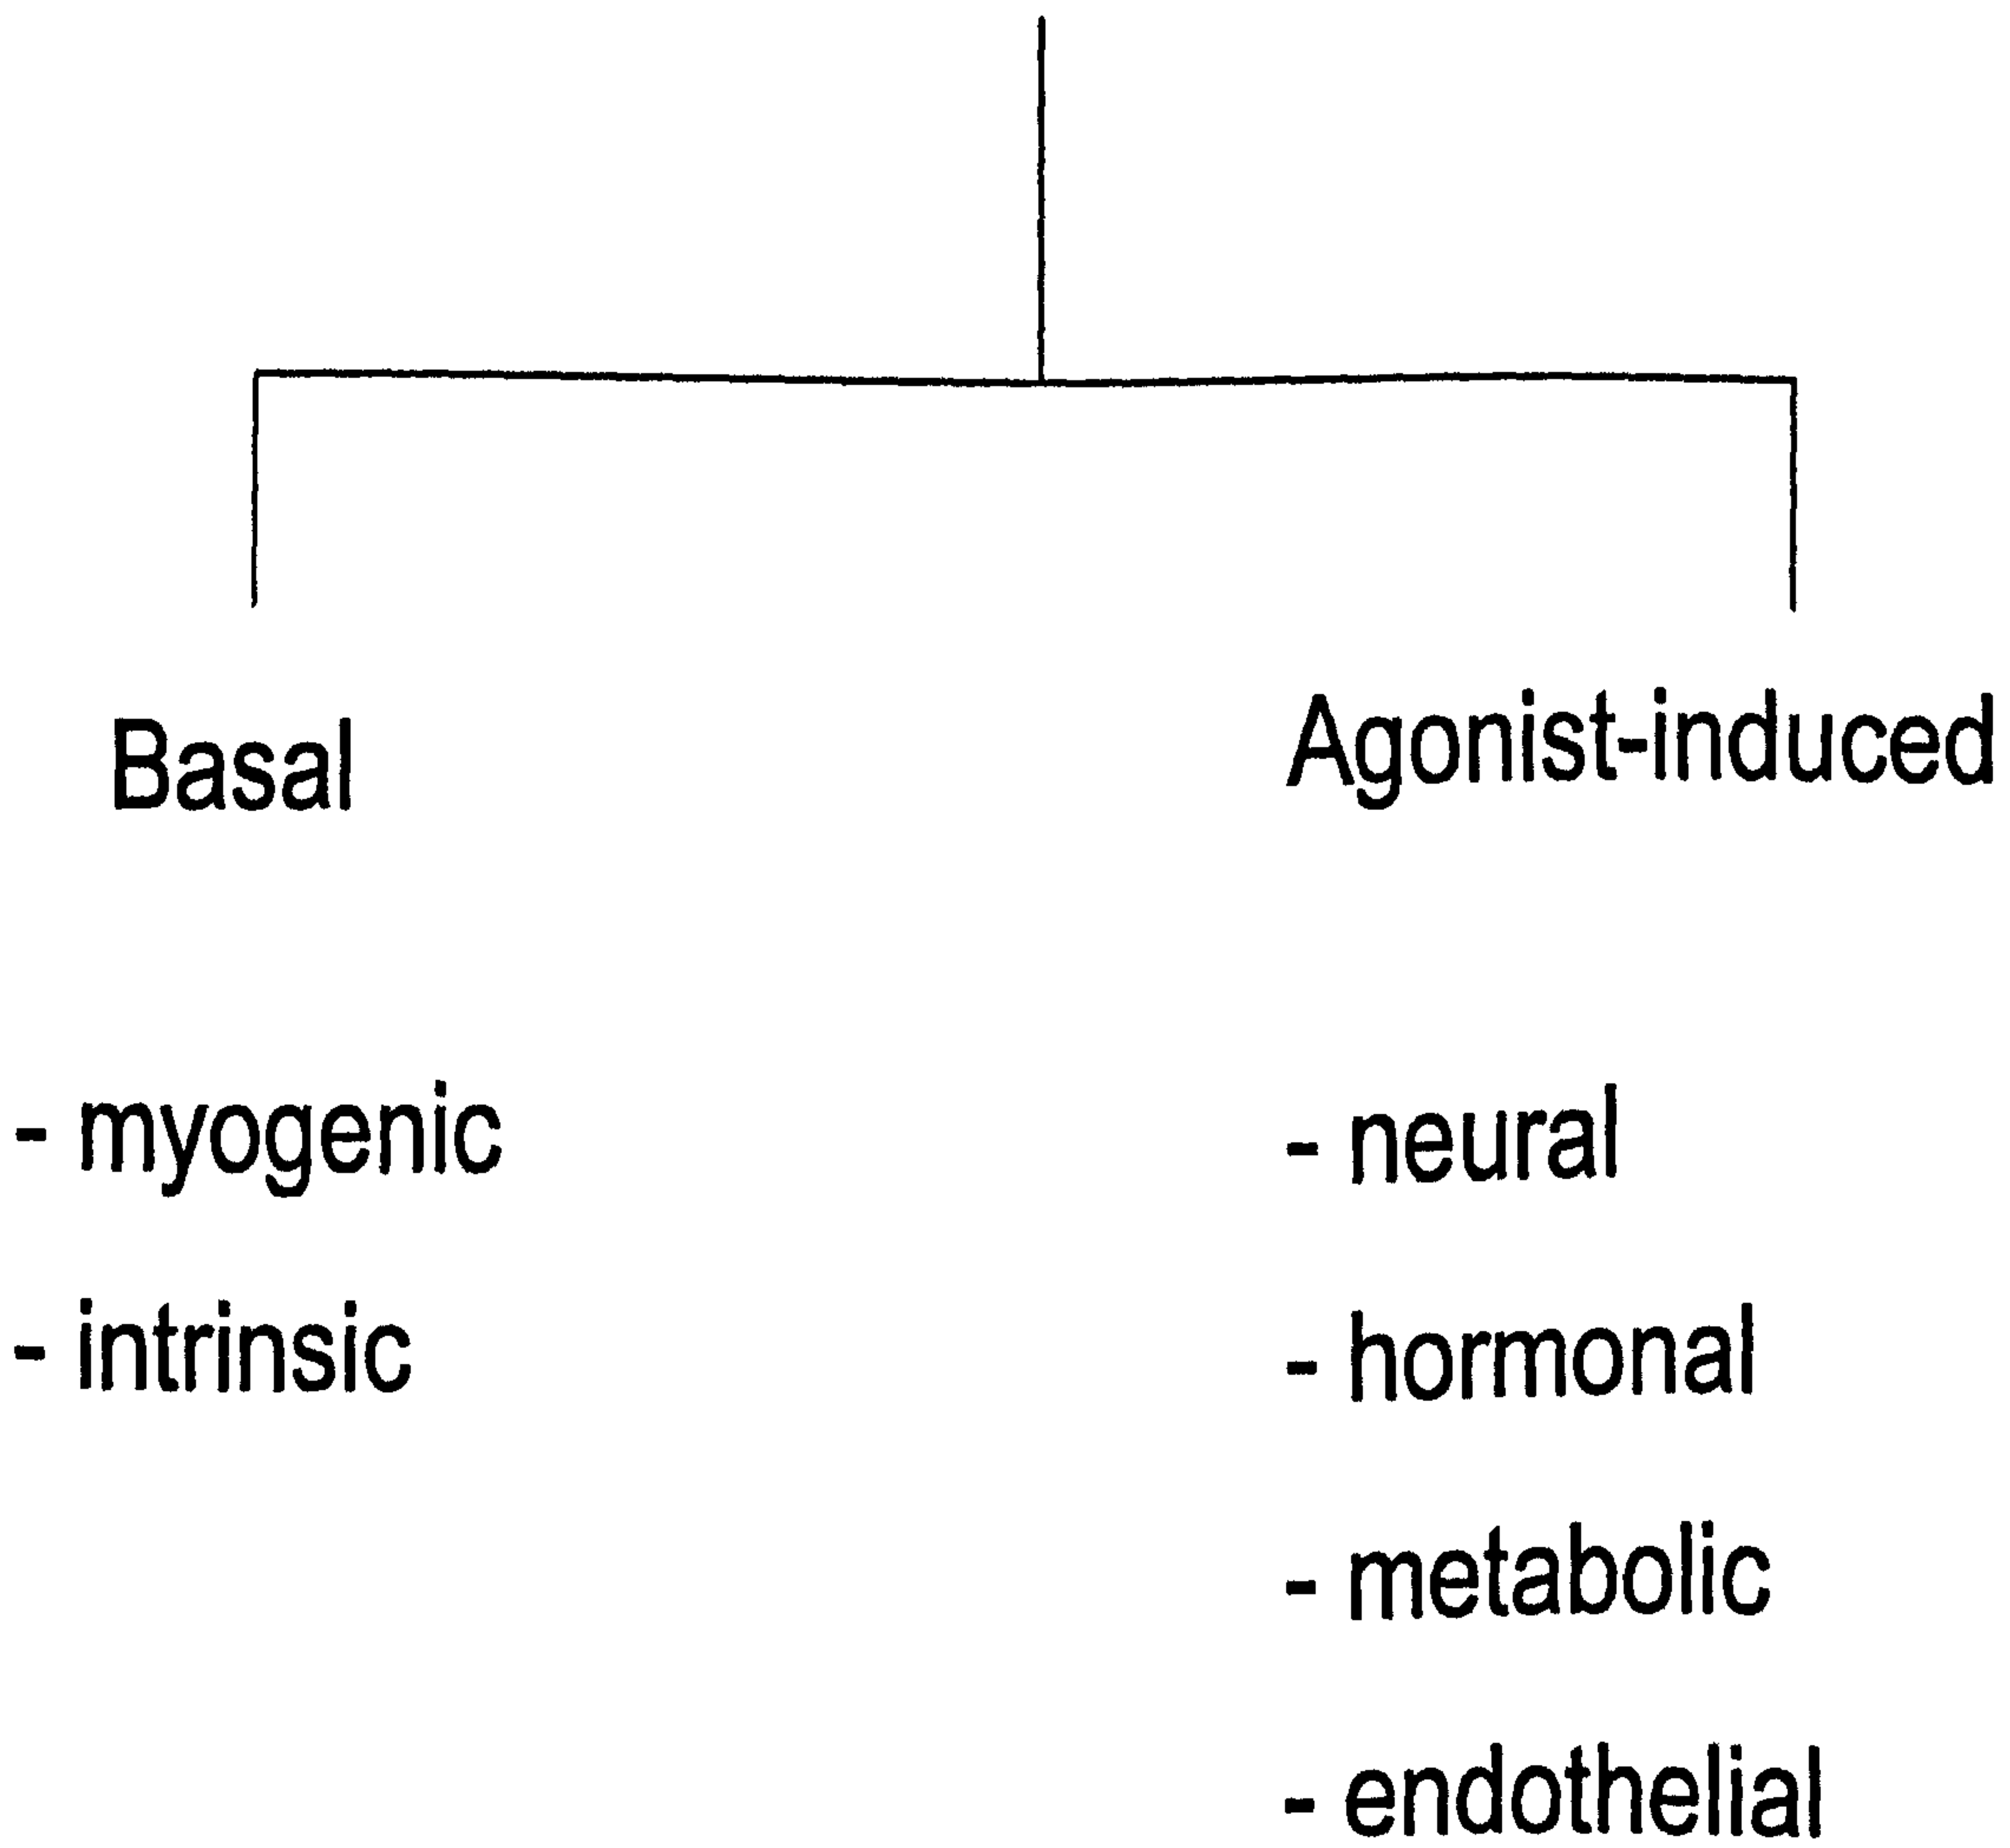 Basal
Agonist-induced
- myogenic
- intrinsic
- neural
- hormonal
- metabolic
- endothelial